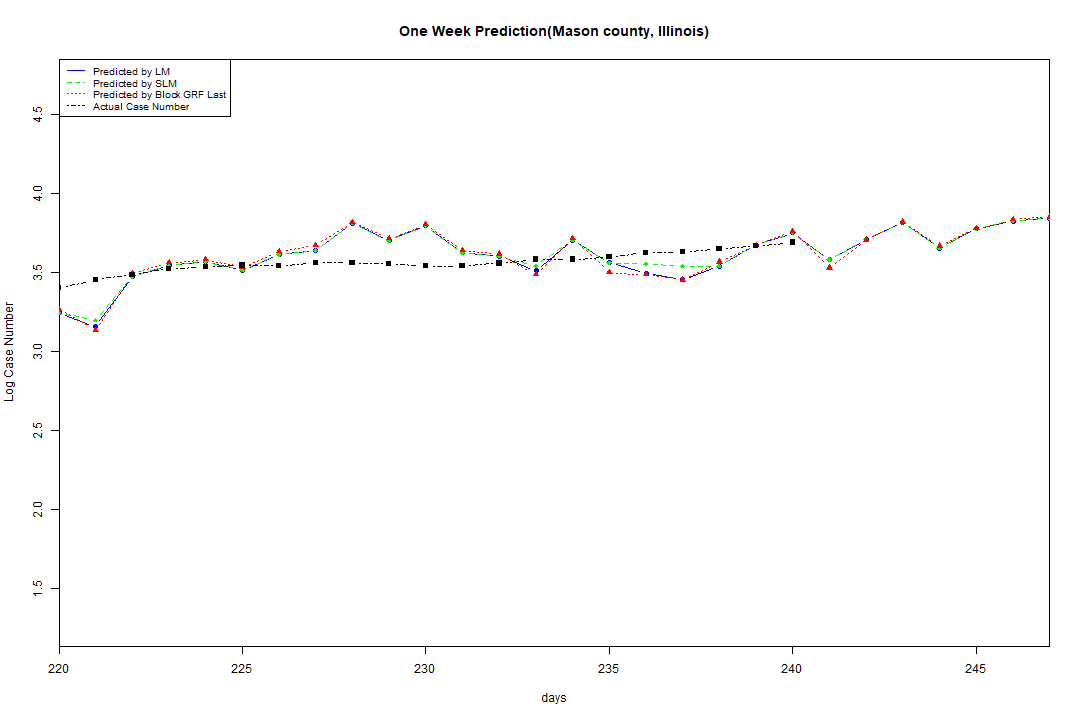 One Week Prediction(Mason county, Illinois)
Predicted by LM
Predicted by SLM
Predicted by Block GRF Last
Actual Case Number
4.5
4.0
3.5
3.0
2.5
2.0
1.5
Log Case Number
220 225 230 235 240 245
days